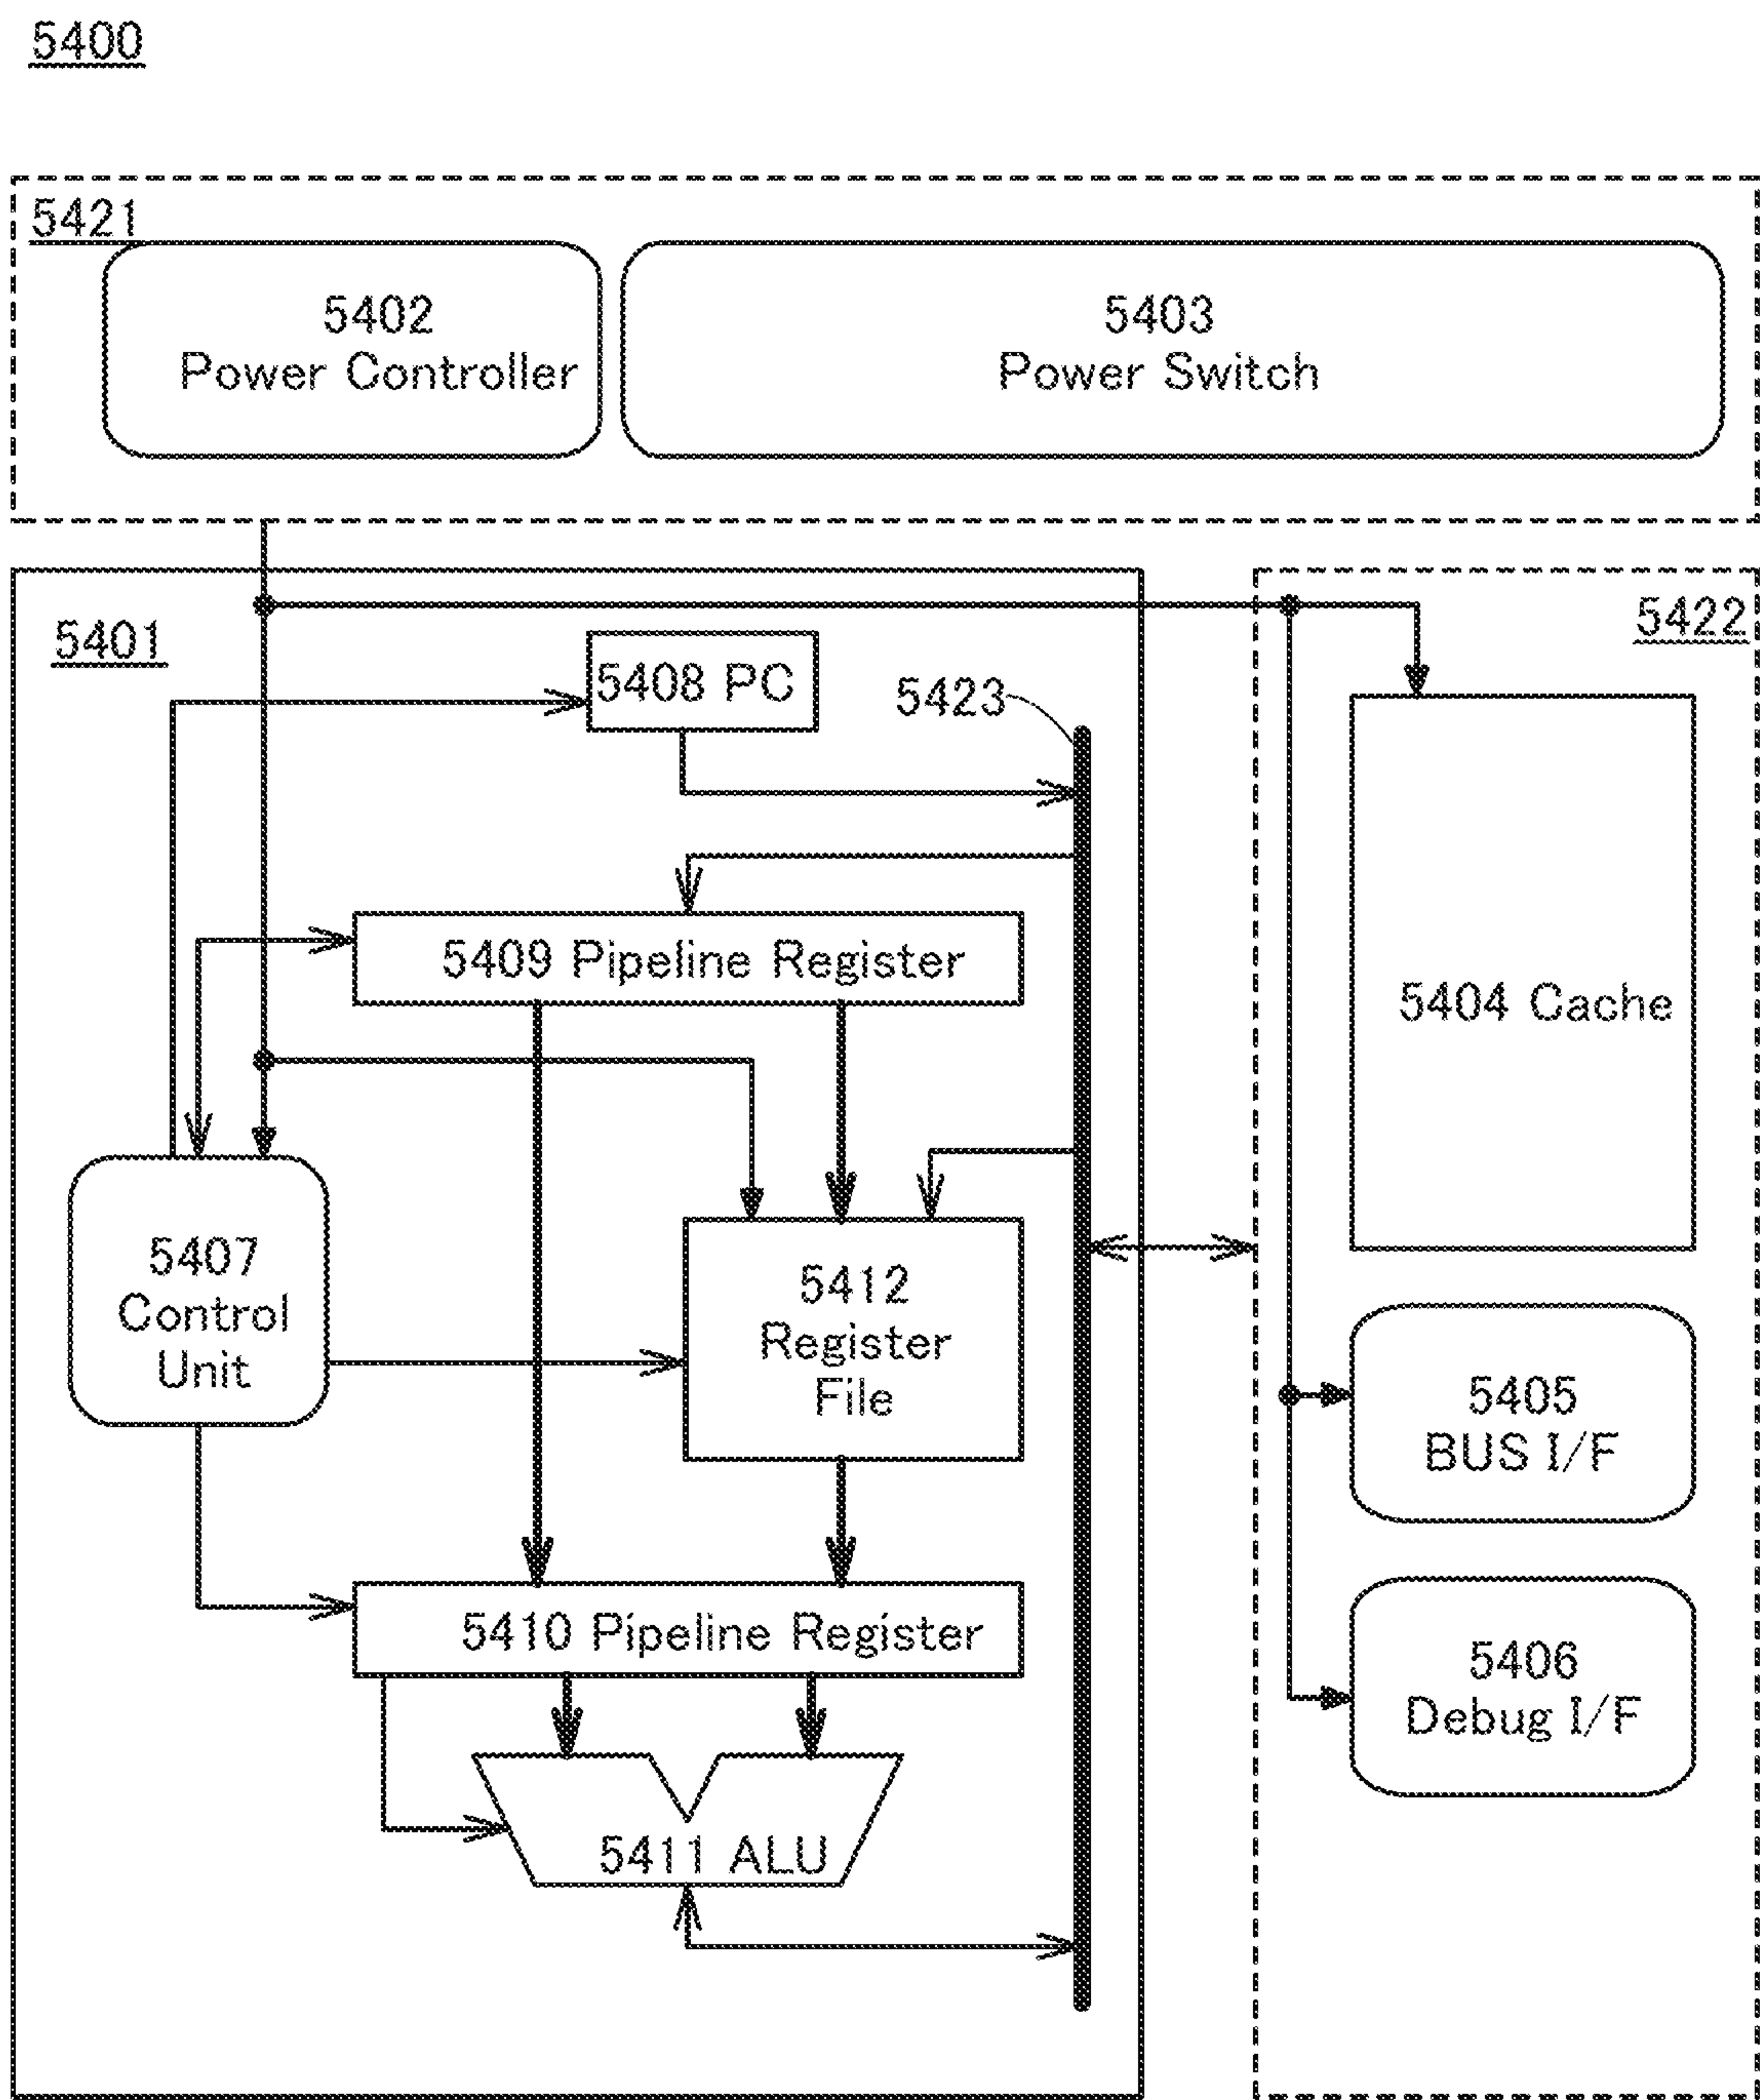 5400
5421
5402
Power Controller
5403
Power Switch
5401
5408 PC
5423
5422
5409 Pipeline Register
5404 Cache
5407
Control
Unit
5412
Register
File
5405
BUS I/F
5410 Pipeline Register
5406
Debug I/F
5411 ALU